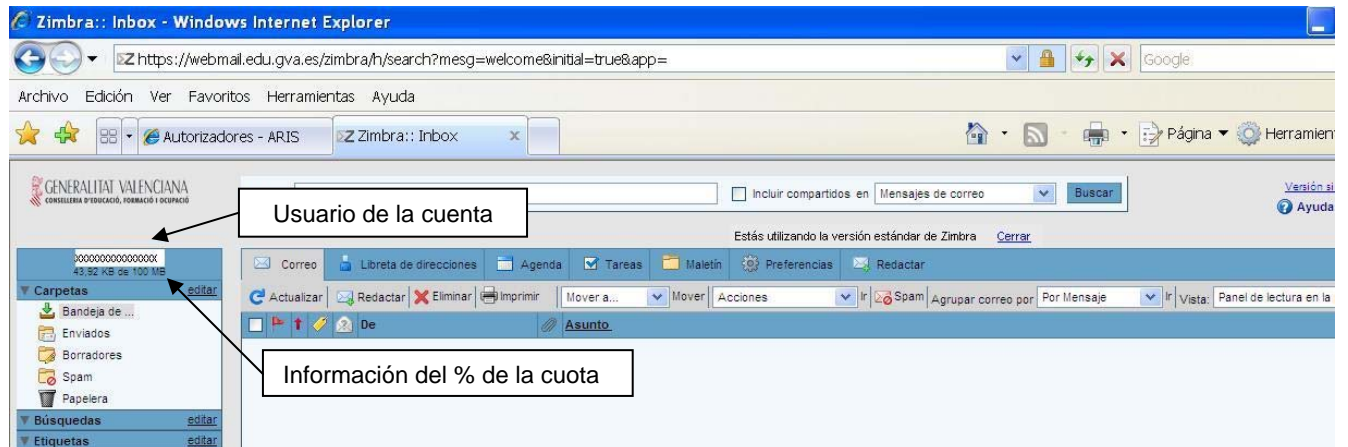 Zimbra:: Inbox - Windows Internet Explorer
https://webmail.edu.gva.es/zimbra/h/search?mesg=welcome&initial=true&app=
Google
Archivo Edición Ver Favoritos Herramientas Ayuda
Autorizadores - ARIS Zimbra:: Inbox x
Página Herramien
GENERALITAT VALENCIANA
CONSELLERIA D'EDUCACIÓ, FORMACIÓ I OCUPACIÓ
Incluir compartidos en Mensajes de correo Buscar
Versión si
Ayuda
Usuario de la cuenta
Estás utilizando la versión estándar de Zimbra Cerrar
43,92 KB de 100 MB
Correo Libreta de direcciones Agenda Tareas Maletín Preferencias Redactar
Carpetas editar
Actualizar Redactar Eliminar Imprimir Mover a... Mover Acciones Ir Spam Agrupar correo por Por Mensaje Ir Vista: Panel de lectura en la
Bandeja de ...
De Asunto
Enviados
Borradores
Spam
Papelera
Información del % de la cuota
Búsquedas editar
Etiquetas editar